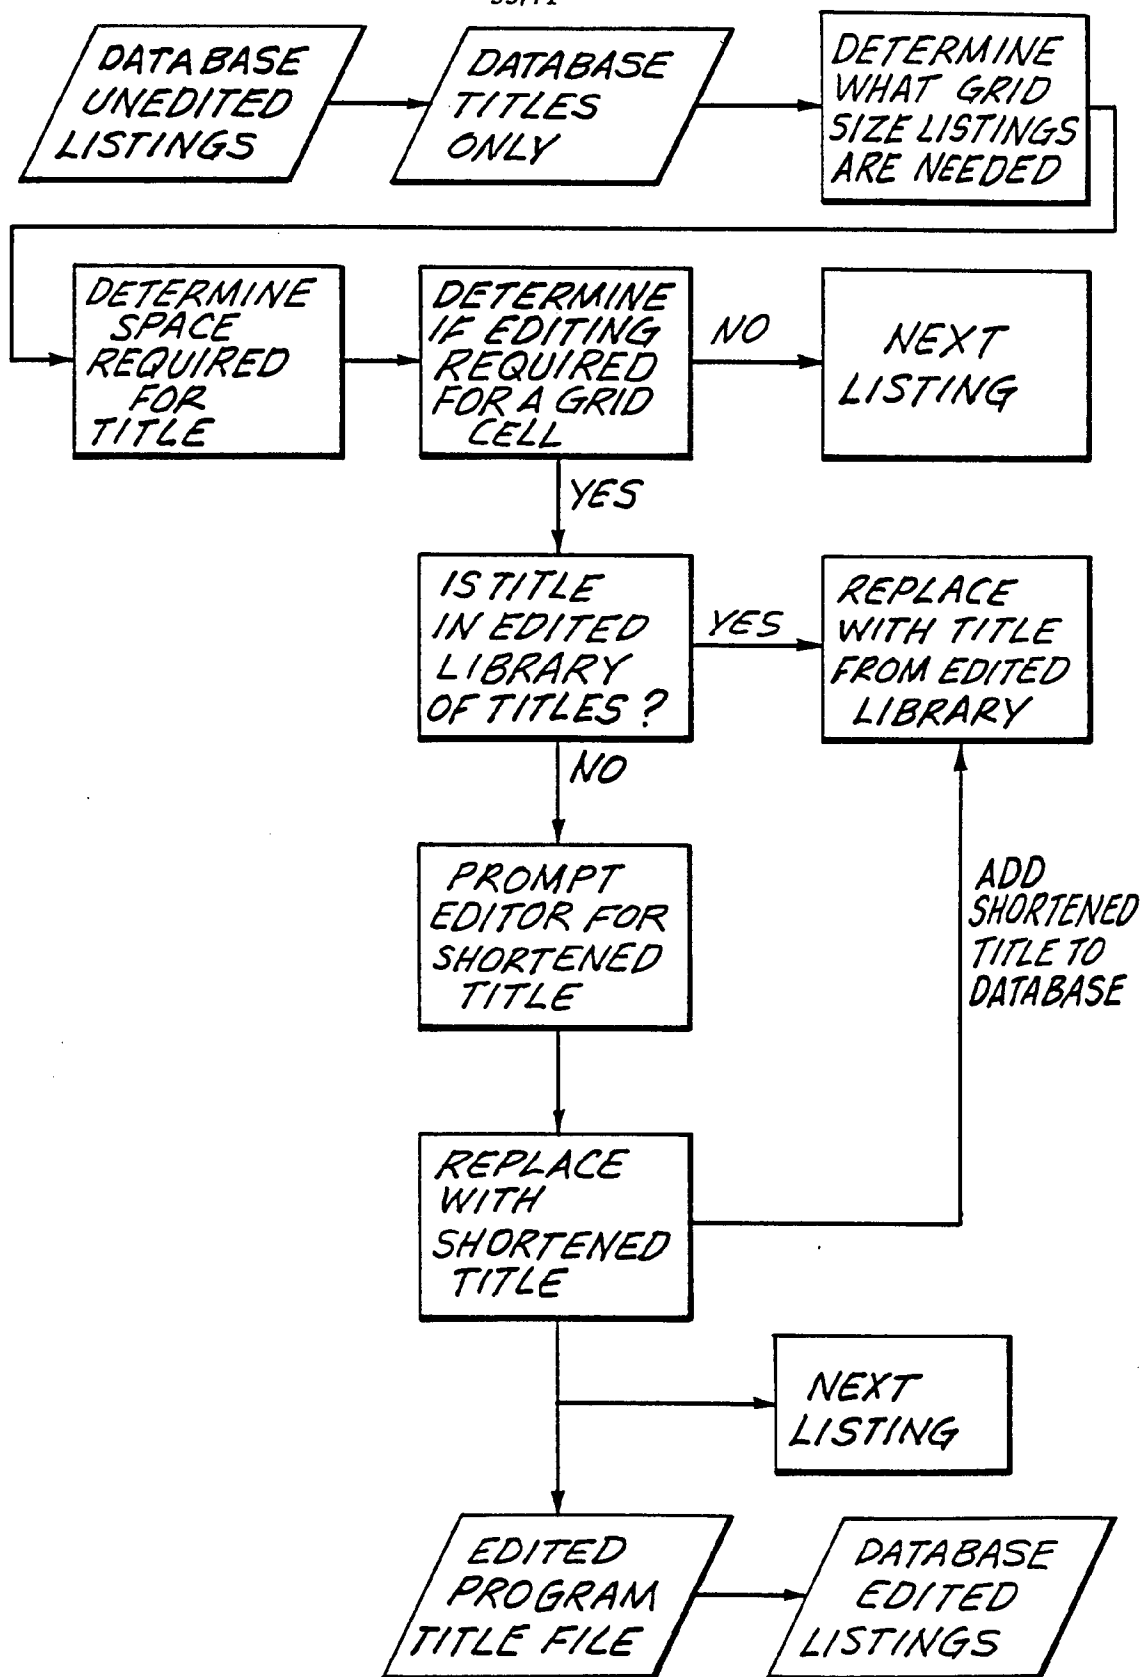 DATABASE
UNEDITED
LISTINGS
DATABASE
TITLES
ONLY
DETERMINE
WHAT GRID
SIZE LISTINGS
ARE NEEDED
DETERMINE
SPACE
REQUIRED
FOR
TITLE
DETERMINE
IF EDITING
REQUIRED
FOR A GRID
CELL
NO
NEXT
LISTING
YES
IS TITLE
IN EDITED
LIBRARY
OF TITLES ?
YES
REPLACE
WITH TITLE
FROM EDITED
LIBRARY
NO
PROMPT
EDITOR FOR
SHORTENED
TITLE
ADD
SHORTENED
TITLE TO
DATABASE
REPLACE
WITH
SHORTENED
TITLE
NEXT
LISTING
EDITED
PROGRAM
TITLE FILE
DATABASE
EDITED
LISTINGS